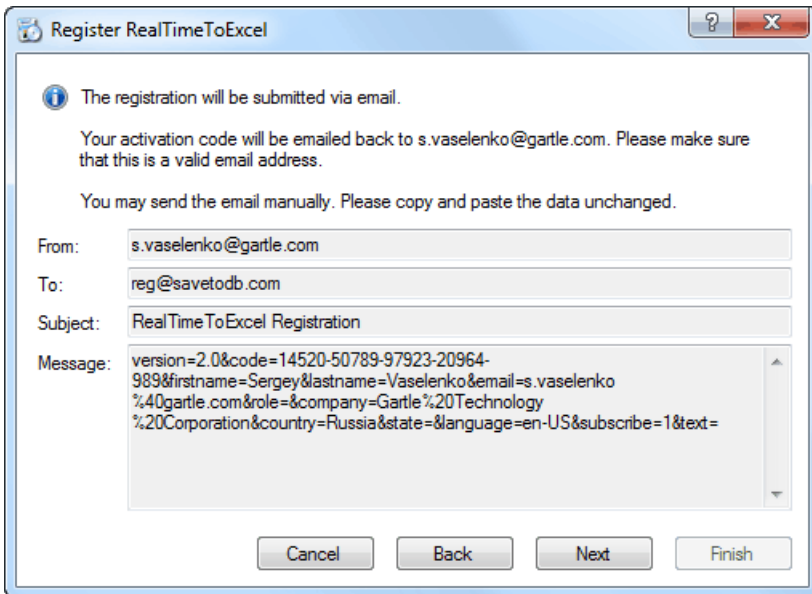 Register RealTimeToExcel
?
The registration will be submitted via email.
Your activation code will be emailed back to s.vaselenko@gartle.com. Please make sure
that this is a valid email address.
You may send the email manually. Please copy and paste the data unchanged.
From: s.vaselenko@gartle.com
To: reg@savetodb.com
Subject: RealTimeToExcel Registration
Message: version=2.0&code=14520-50789-97923-20964-
989&firstname=Sergey&lastname=Vaselenko&email=s.vaselenko
%40gartle.com&role=&company=Gartle%20Technology
%20Corporation&country=Russia&state=&language=en-US&subscribe=1&text=
Cancel Back Next Finish